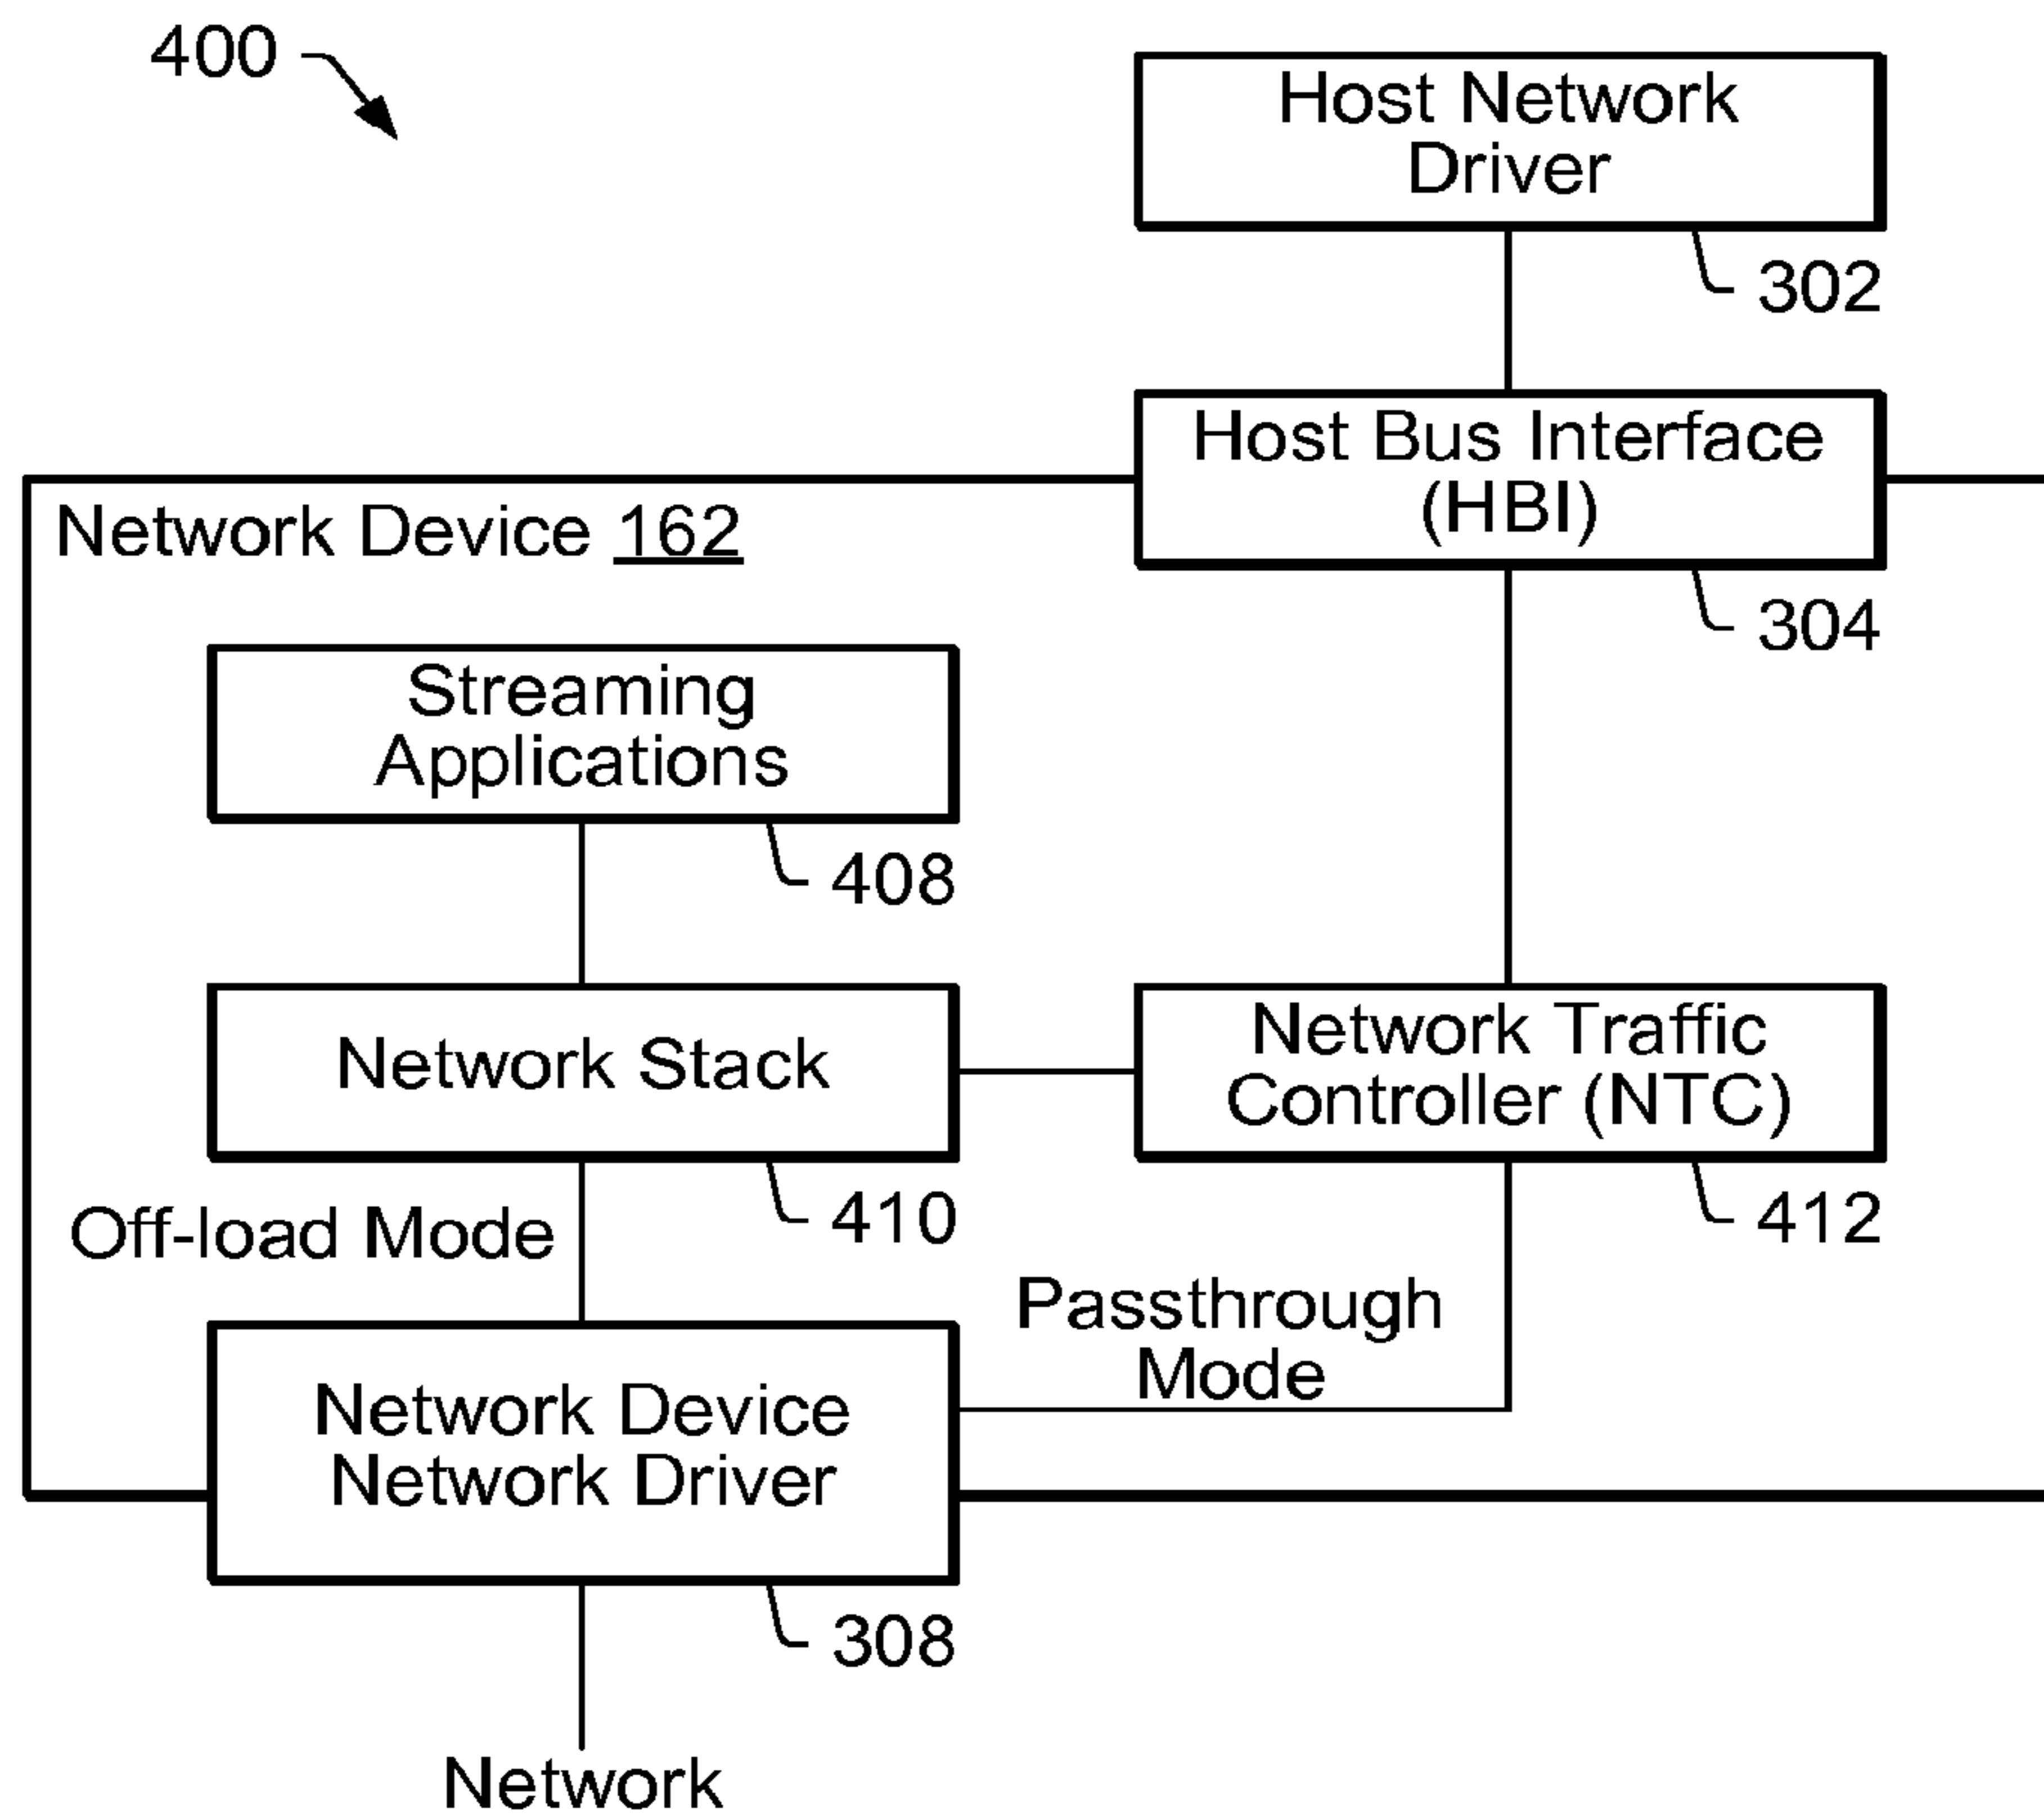 400
Host Network
Driver
302
Host Bus Interface
(HBI)
304
Network Device 162
Streaming
Applications
408
Network Stack
410
Network Traffic
Controller (NTC)
412
Off-load Mode
Passthrough
Mode
Network Device
Network Driver
308
Network